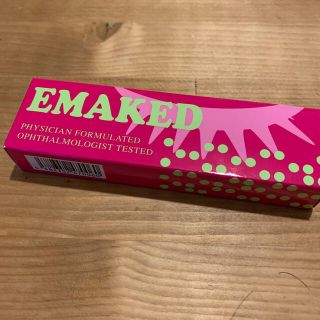 EMAKED
PHYSICIAN FORMULATED
OPHTHALMOLOGIST TESTED